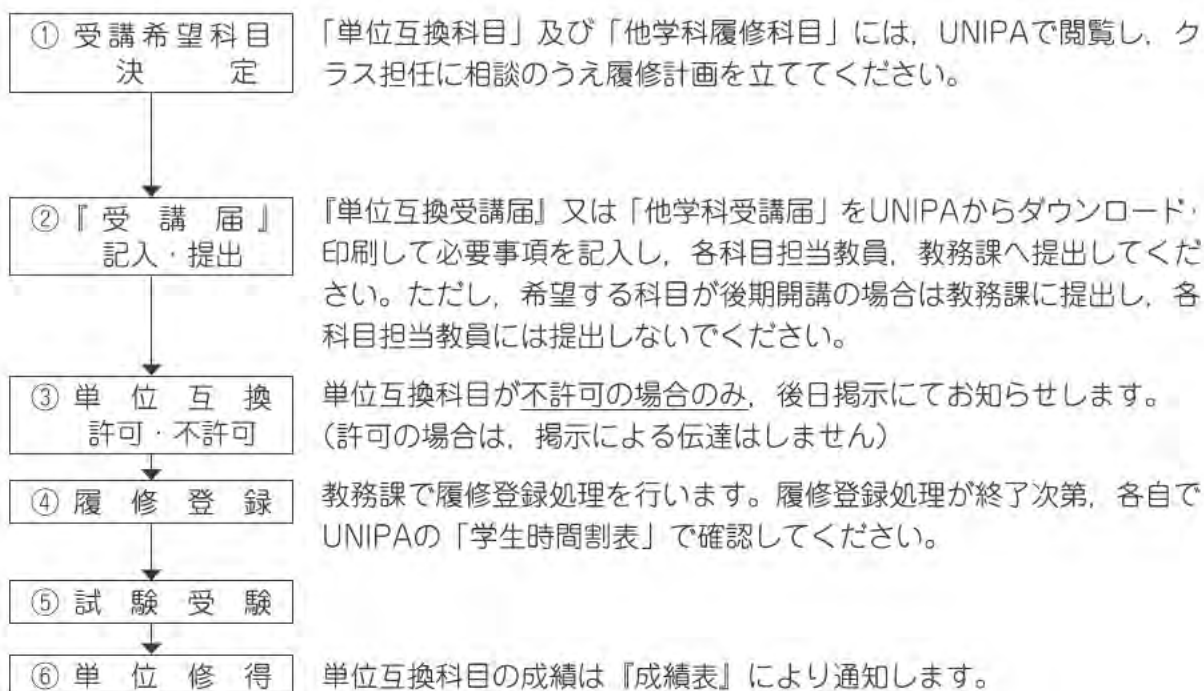 ① 受講希望科目
決定
「単位互換科目」及び「他学科履修科目」には，UNIPAで閲覧し，ク
ラス担任に相談のうえ履修計画を立ててください。
②『受講届』
記入・提出
『単位互換受講届』又は「他学科受講届」をUNIPAからダウンロード・
印刷して必要事項を記入し，各科目担当教員，教務課へ提出してくだ
さい。ただし，希望する科目が後期開講の場合は教務課に提出し，各
科目担当教員には提出しないでください。
③ 単位互換
許可・不許可
単位互換科目が不許可の場合のみ，後日掲示にてお知らせします。
（許可の場合は，掲示による伝達はしません）
④ 履修登録
教務課で履修登録処理を行います。履修登録処理が終了次第，各自で
UNIPAの「学生時間割表」で確認してください。
⑤ 試験受験
⑥ 単位修得
単位互換科目の成績は『成績表』により通知します。